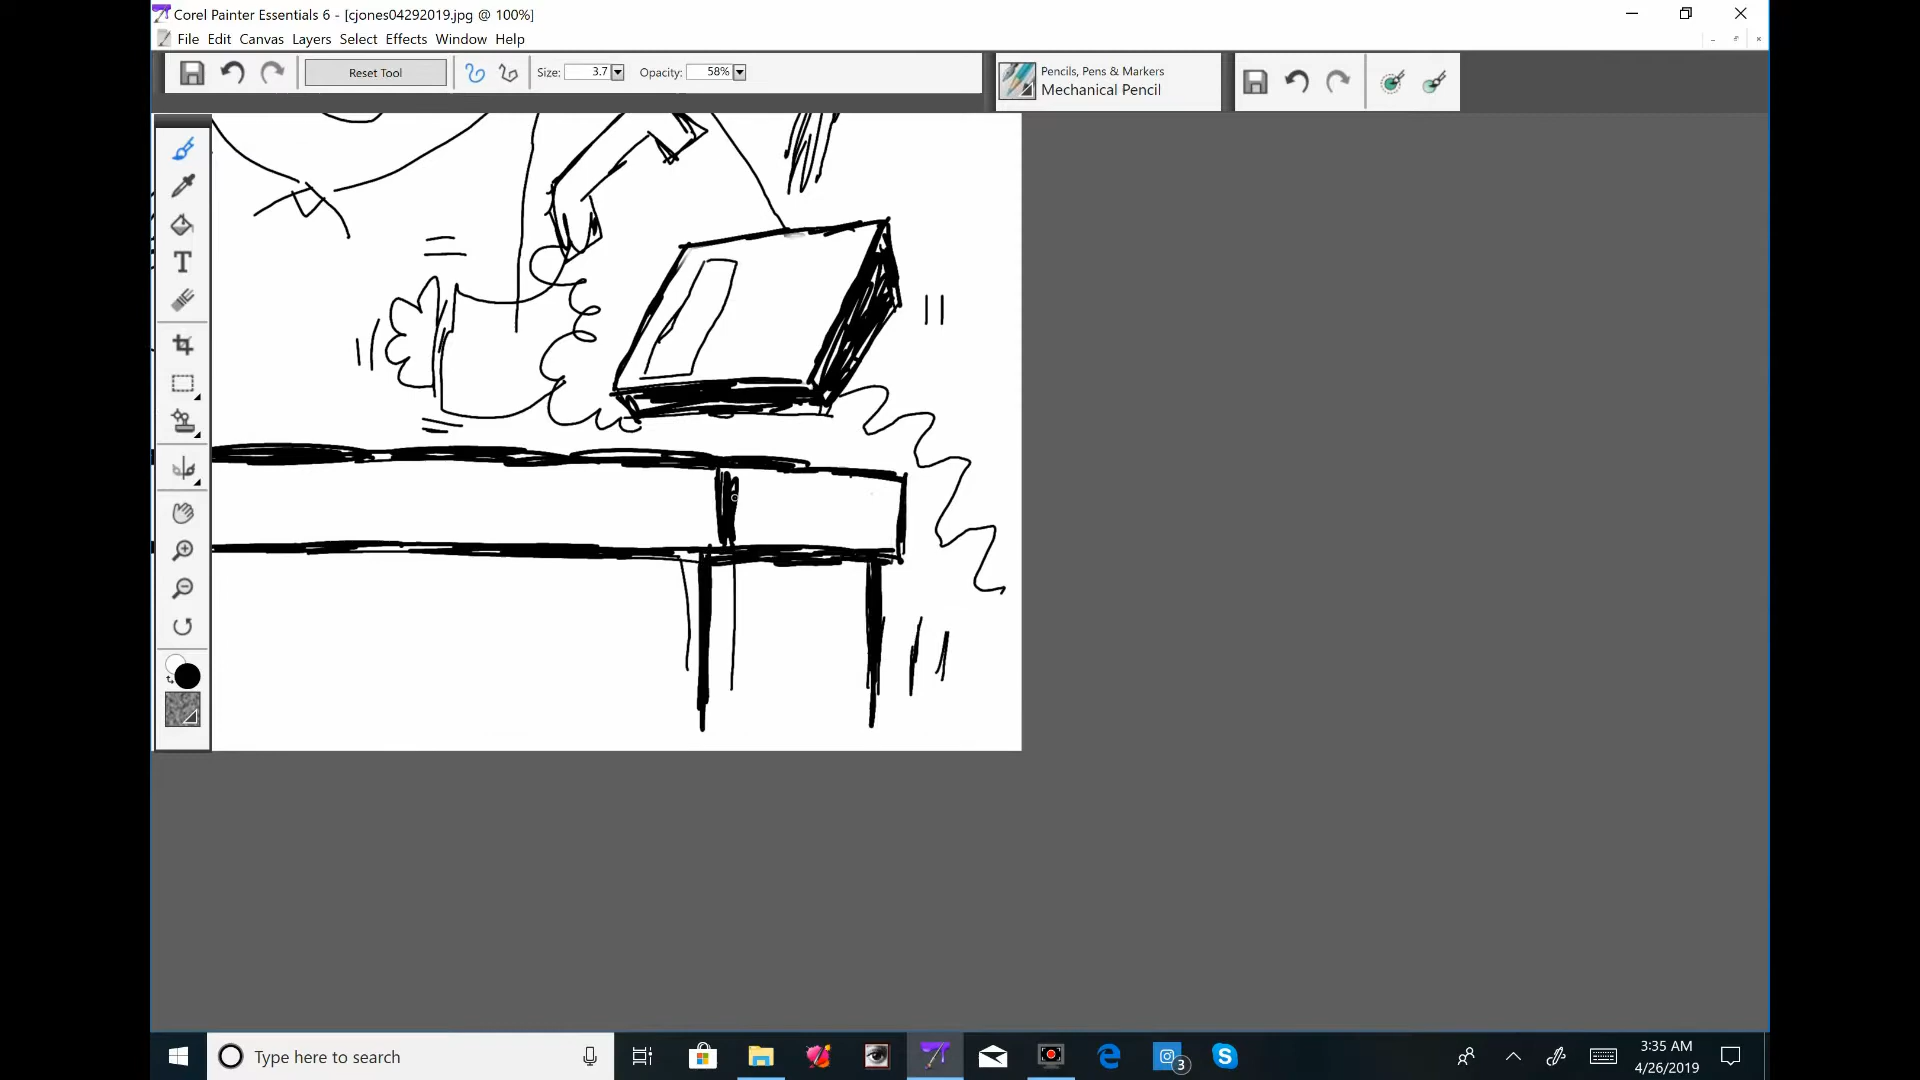 Corel Painter Essentials 6 - [cjones04292019.jpg @ 100%]
File Edit Canvas Layers Select Effects Window Help
Reset Tool Size: 3.7 Opacity: 58%
Pencils, Pens & Markers
Mechanical Pencil
T
Type here to search
3
3:35 AM
4/26/2019